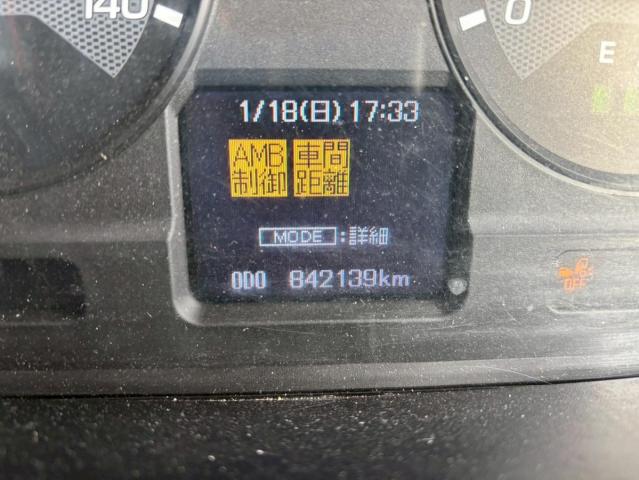 140
0
E
1/18(日)17:33
AMB 車間
制御 距離
MODE:詳細
ODO 842139km
OFF